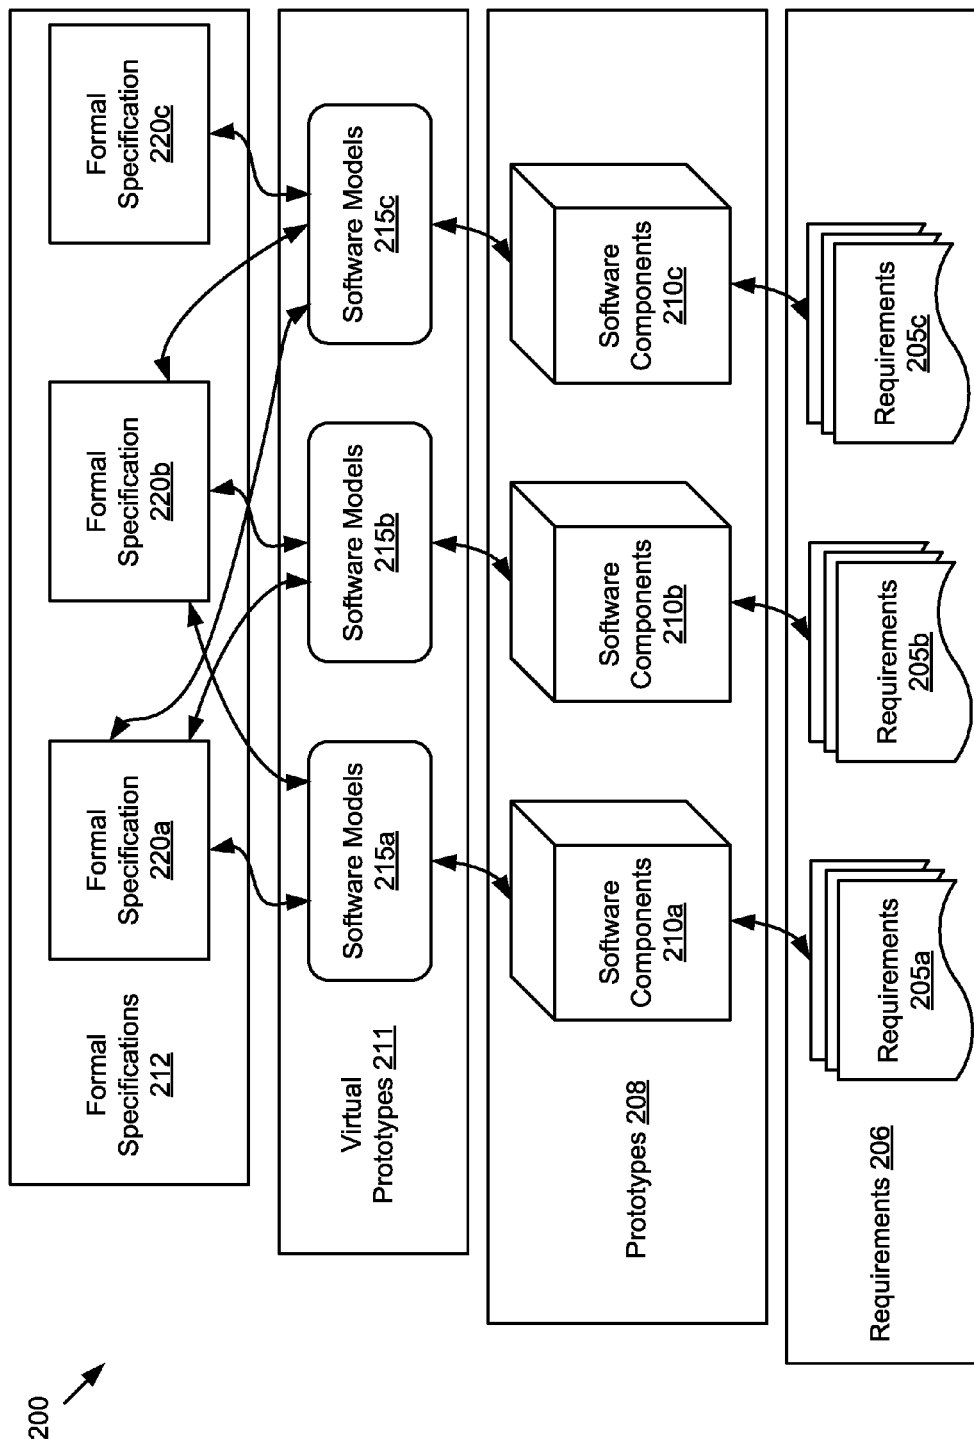 200
Formal
Specifications
212
Formal
Specification
220a
Formal
Specification
220b
Formal
Specification
220c
Virtual
Prototypes 211
Software Models
215a
Software Models
215b
Software Models
215c
Prototypes 208
Software
Components
210a
Software
Components
210b
Software
Components
210c
Requirements 206
Requirements
205a
Requirements
205b
Requirements
205c